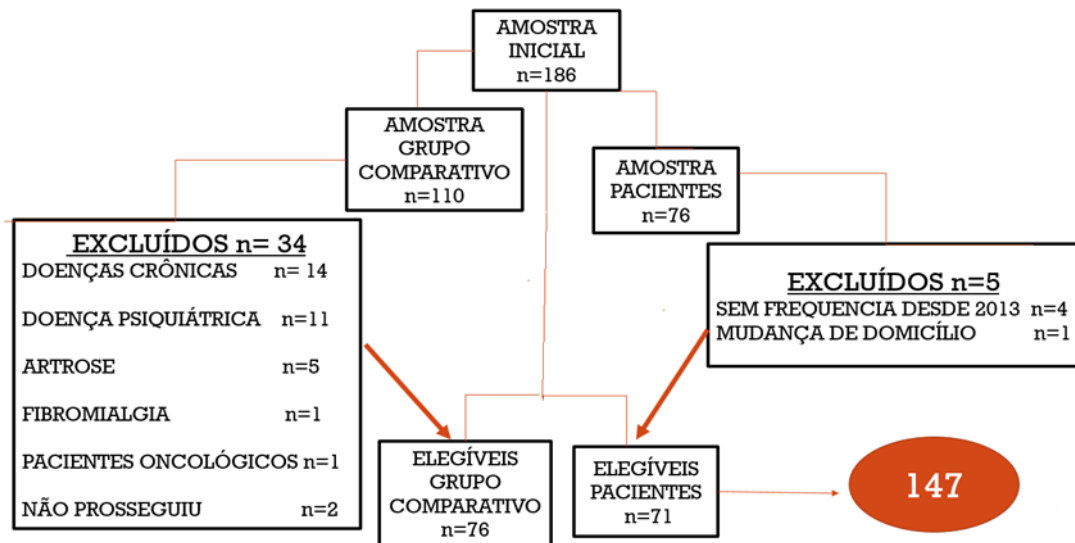 AMOSTRA
INICIAL
n=186
AMOSTRA
GRUPO
COMPARATIVO
n=110
AMOSTRA
PACIENTES
n=76
EXCLUÍDOS n= 34
DOENÇAS CRÔNICAS n= 14
DOENÇA PSIQUIÁTRICA n=11
ARTROSE n=5
FIBROMIALGIA n=1
PACIENTES ONCOLÓGICOS n=1
NÃO PROSSEGUIU n=2
EXCLUÍDOS n=5
SEM FREQUENCIA DESDE 2013 n=4
MUDANÇA DE DOMICÍLIO n=1
ELEGÍVEIS
GRUPO
COMPARATIVO
n=76
ELEGÍVEIS
PACIENTES
n=71
147